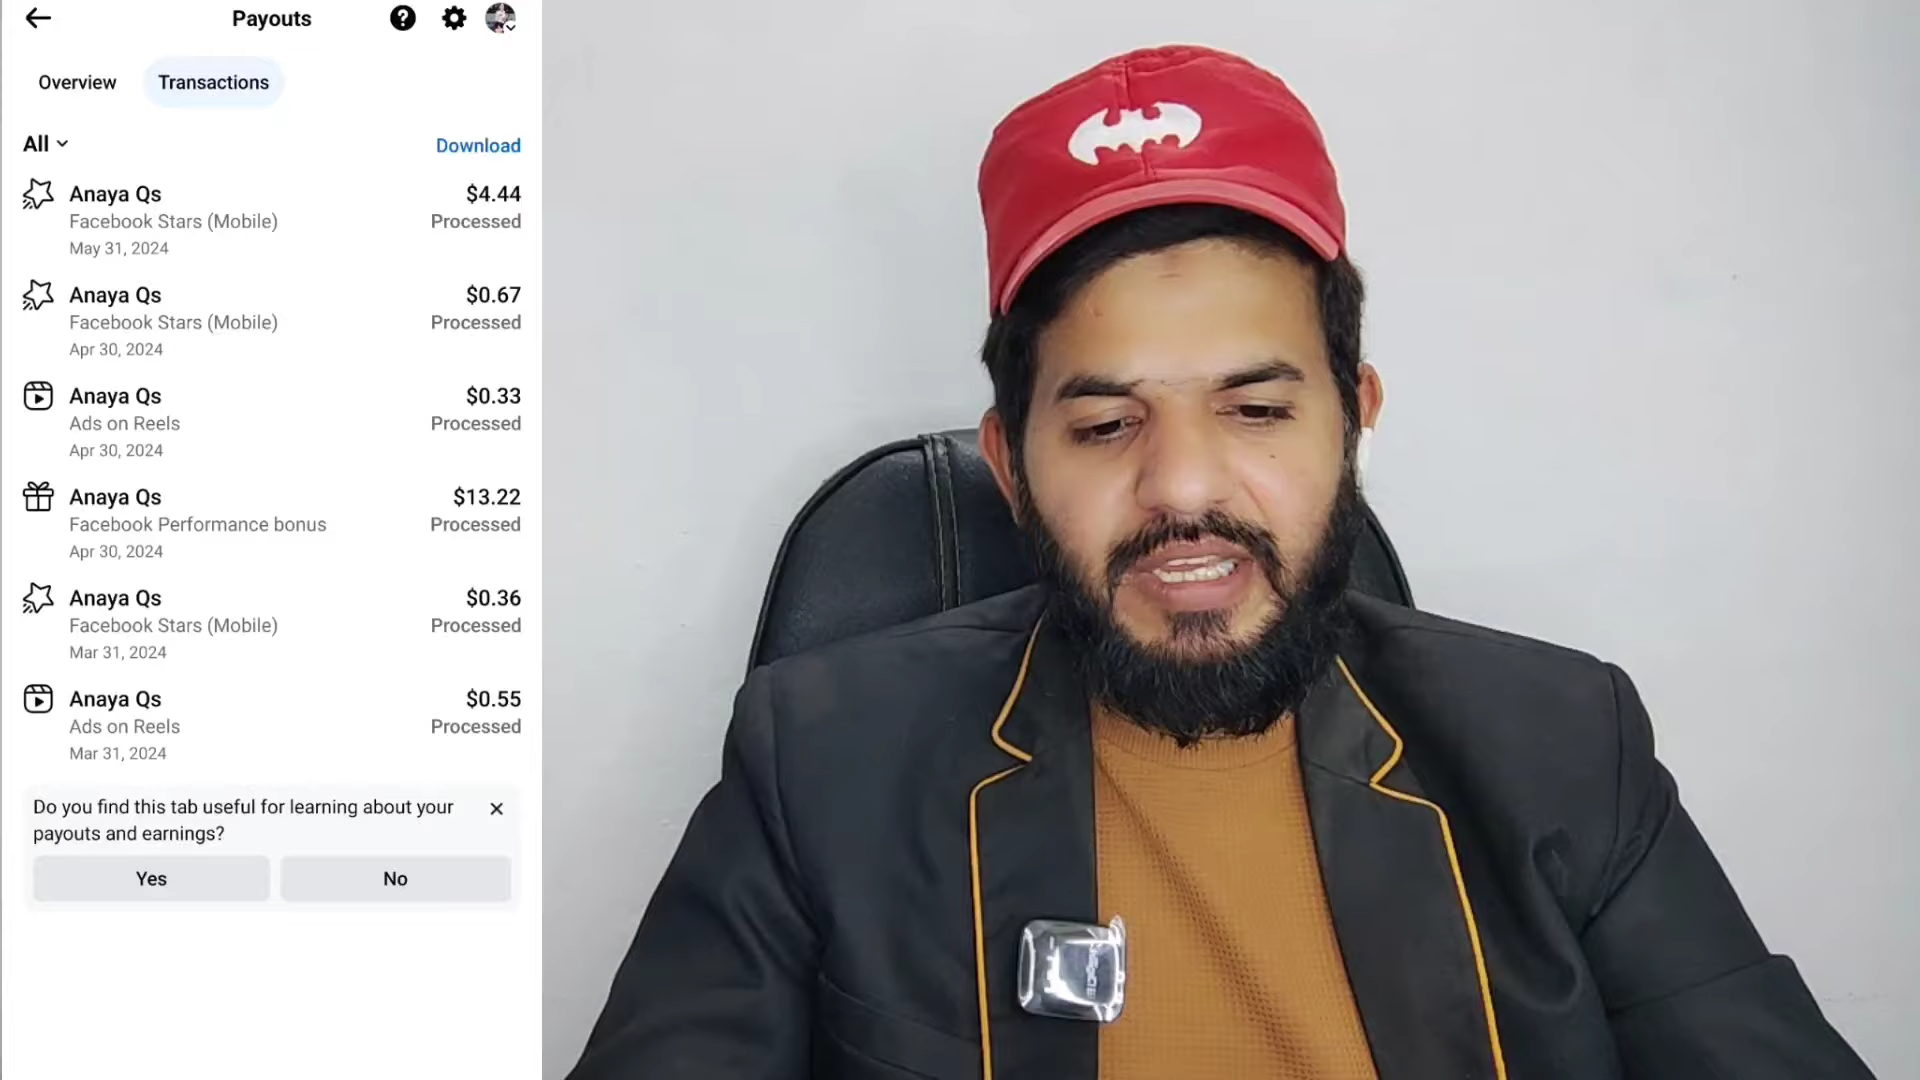 Payouts
Overview
Transactions
All
Download
Anaya Qs
$4.44
Facebook Stars (Mobile)
Processed
May 31, 2024
Anaya Qs
$0.67
Facebook Stars (Mobile)
Processed
Apr 30, 2024
Anaya Qs
$0.33
Ads on Reels
Processed
Apr 30, 2024
Anaya Qs
$13.22
Facebook Performance bonus
Processed
Apr 30, 2024
Anaya Qs
$0.36
Facebook Stars (Mobile)
Processed
Mar 31, 2024
Anaya Qs
$0.55
Ads on Reels
Processed
Mar 31, 2024
Do you find this tab useful for learning about your
payouts and earnings?
Yes
No